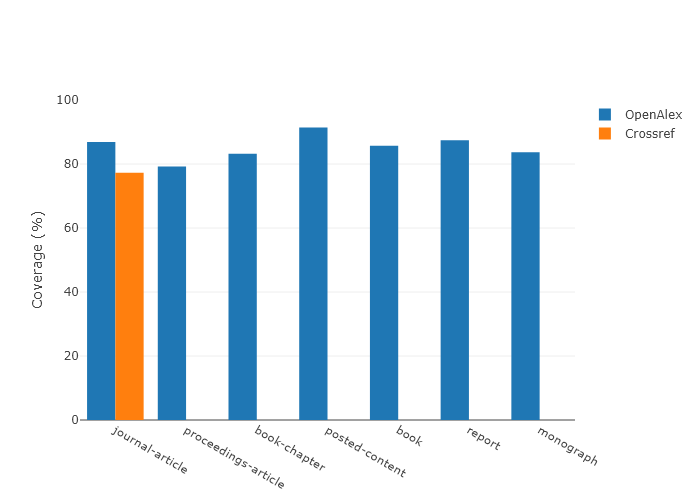 100
80
60
40
20
0
Coverage (%)
journal-article
proceedings-article
book-chapter
posted-content
book
report
monograph
OpenAlex
Crossref